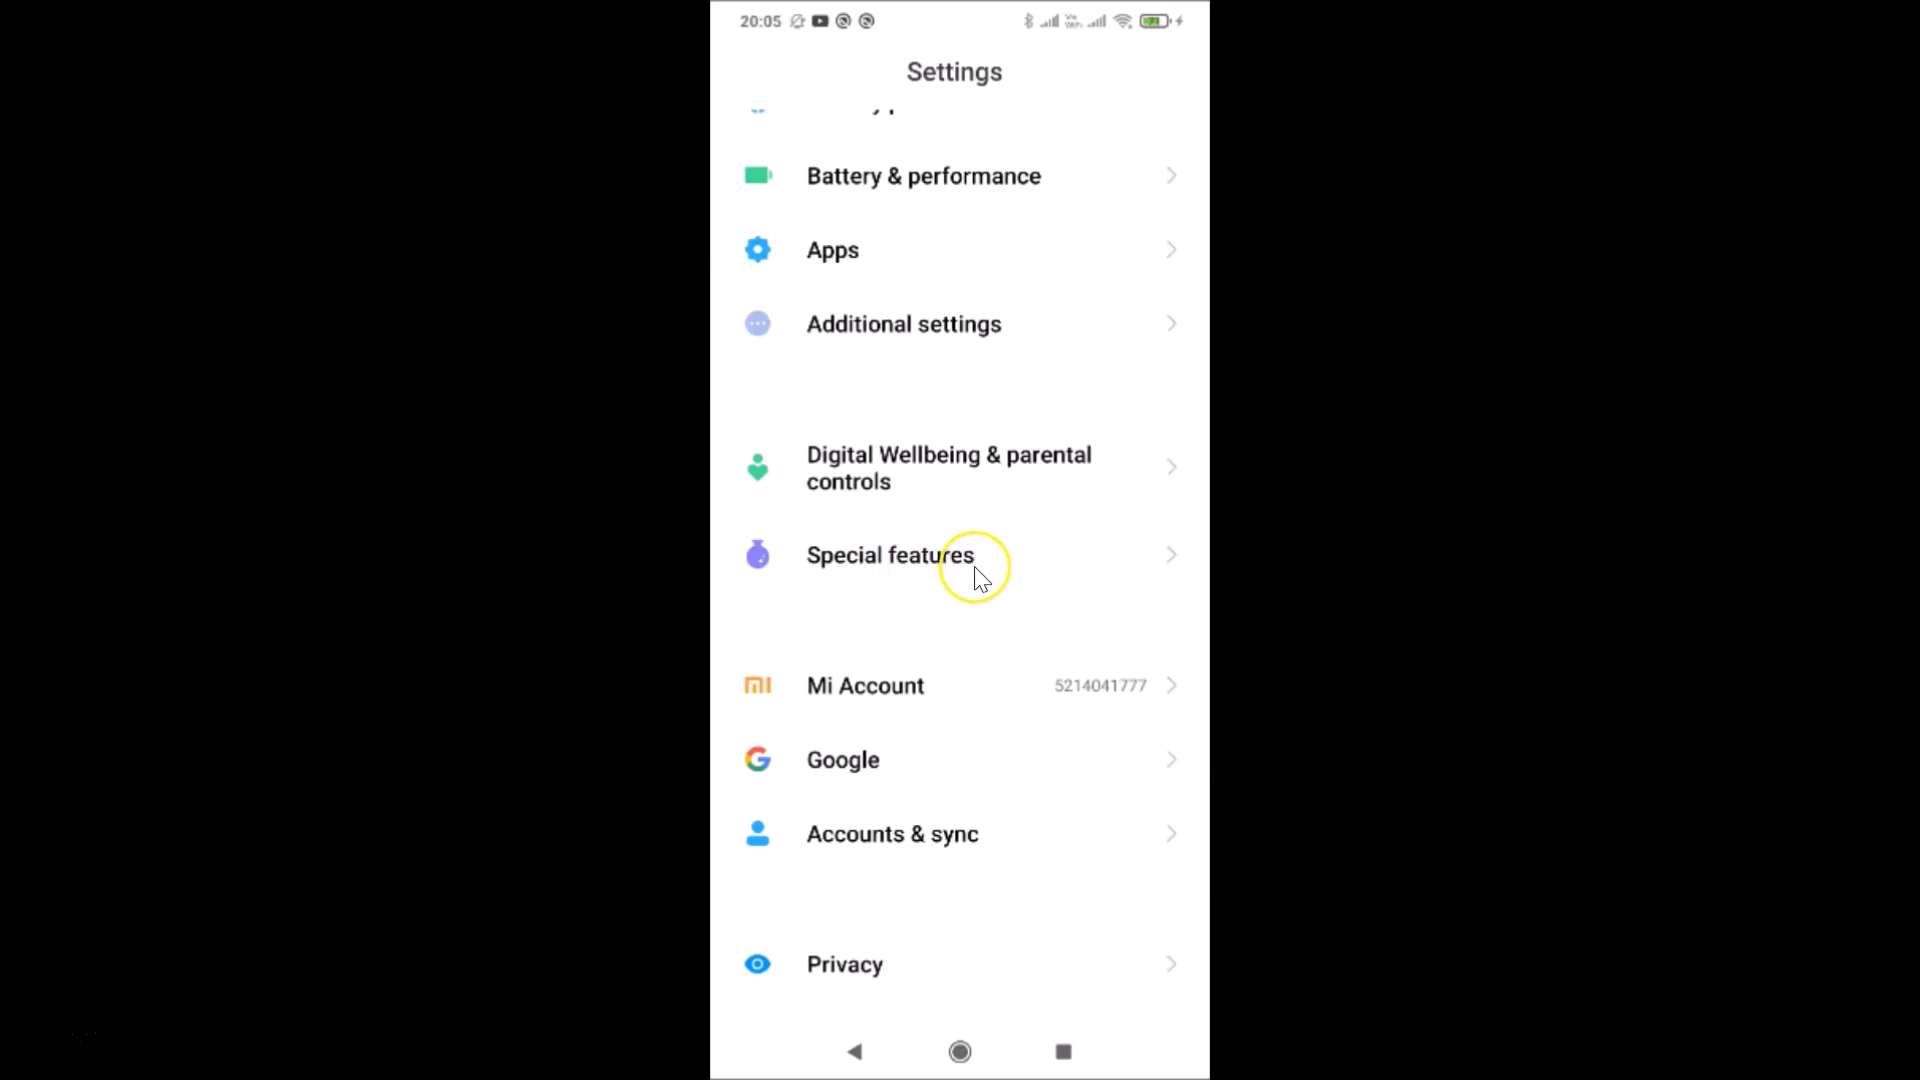 20:05
Settings
Battery & performance
Apps
Additional settings
Digital Wellbeing & parental
controls
Special features
Mi Account 5214041777
Google
Accounts & sync
Privacy